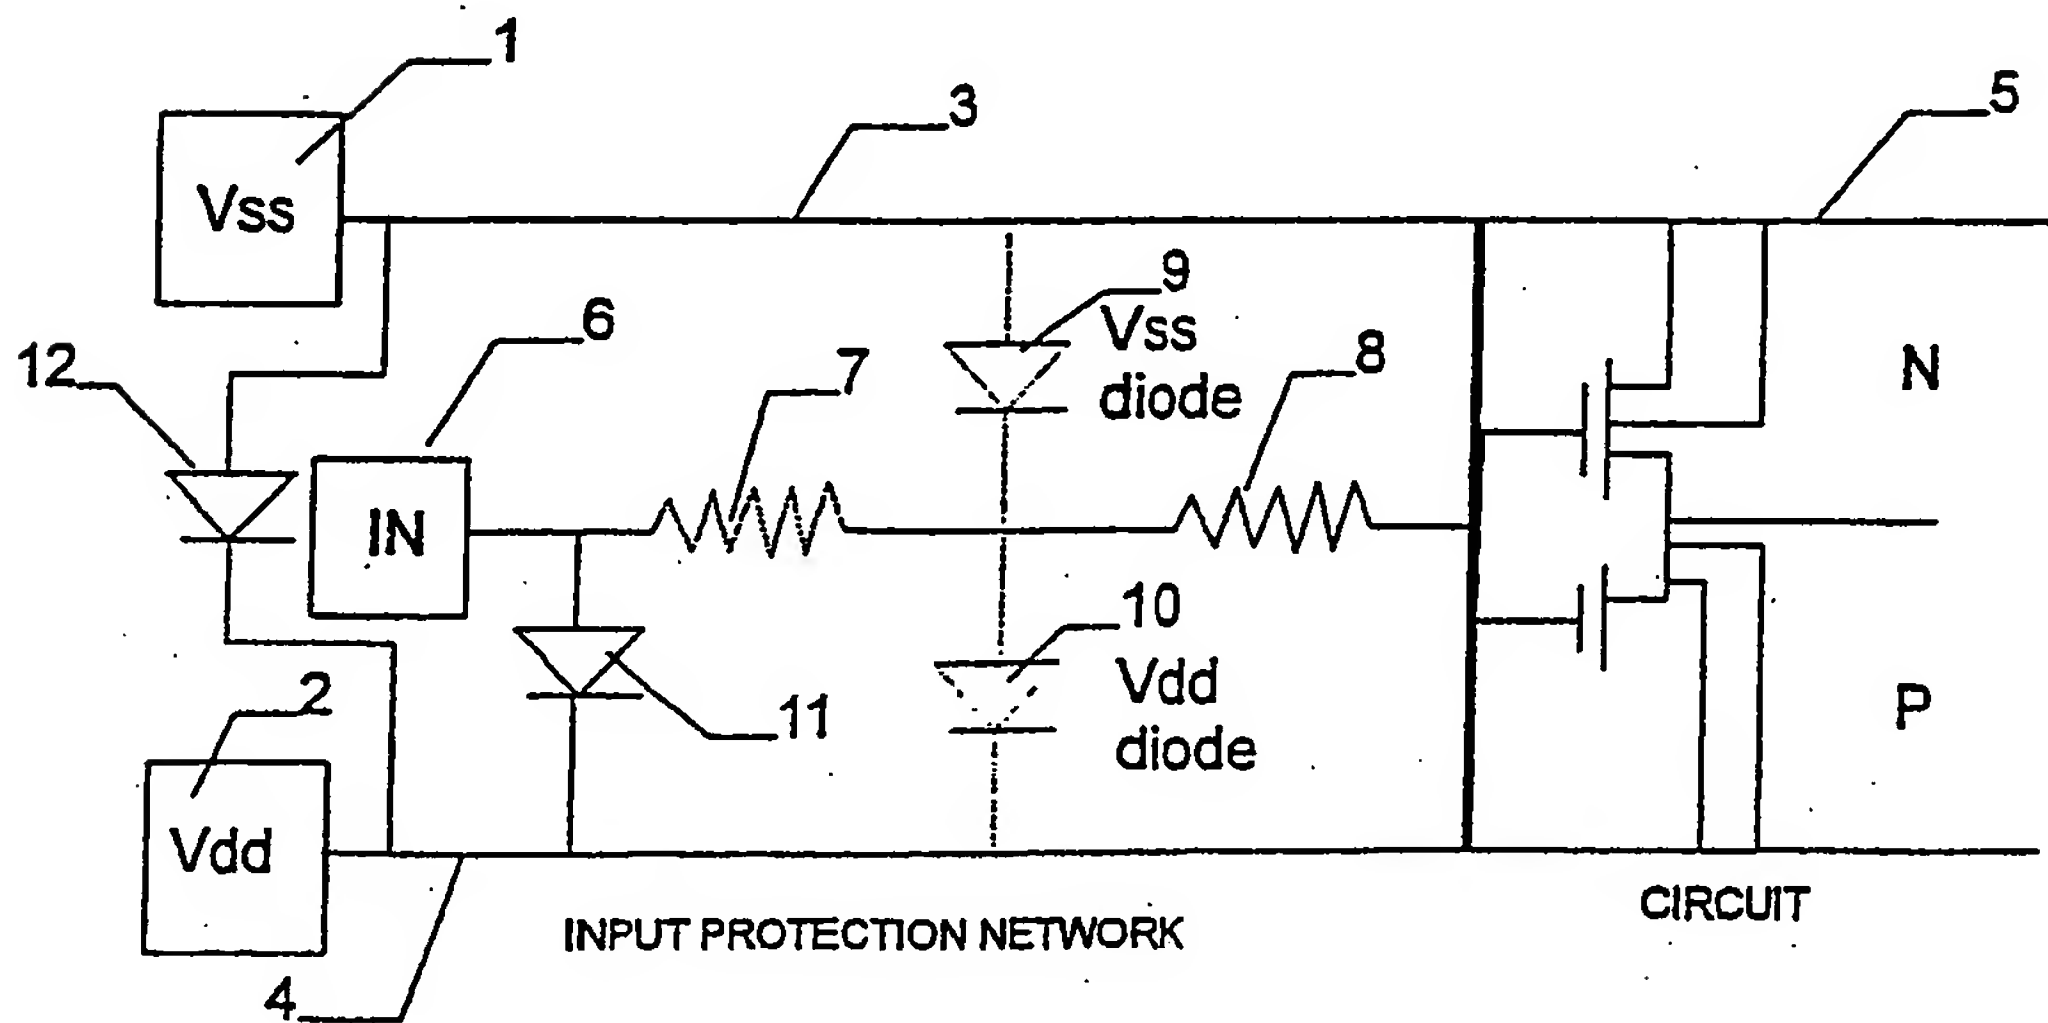 1
3
5
Vss
9
6
Vss
diode
12
7
8
N
IN
10
2
Vdd
diode
11
P
Vdd
CIRCUIT
INPUT PROTECTION NETWORK
4